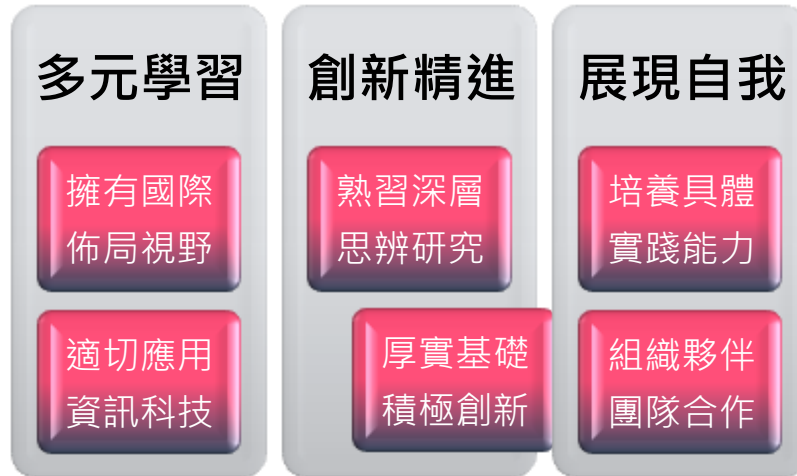 多元學習
擁有國際
佈局視野
適切應用
資訊科技
創新精進
熟習深層
思辨研究
厚實基礎
積極創新
展現自我
培養具體
實踐能力
組織夥伴
團隊合作